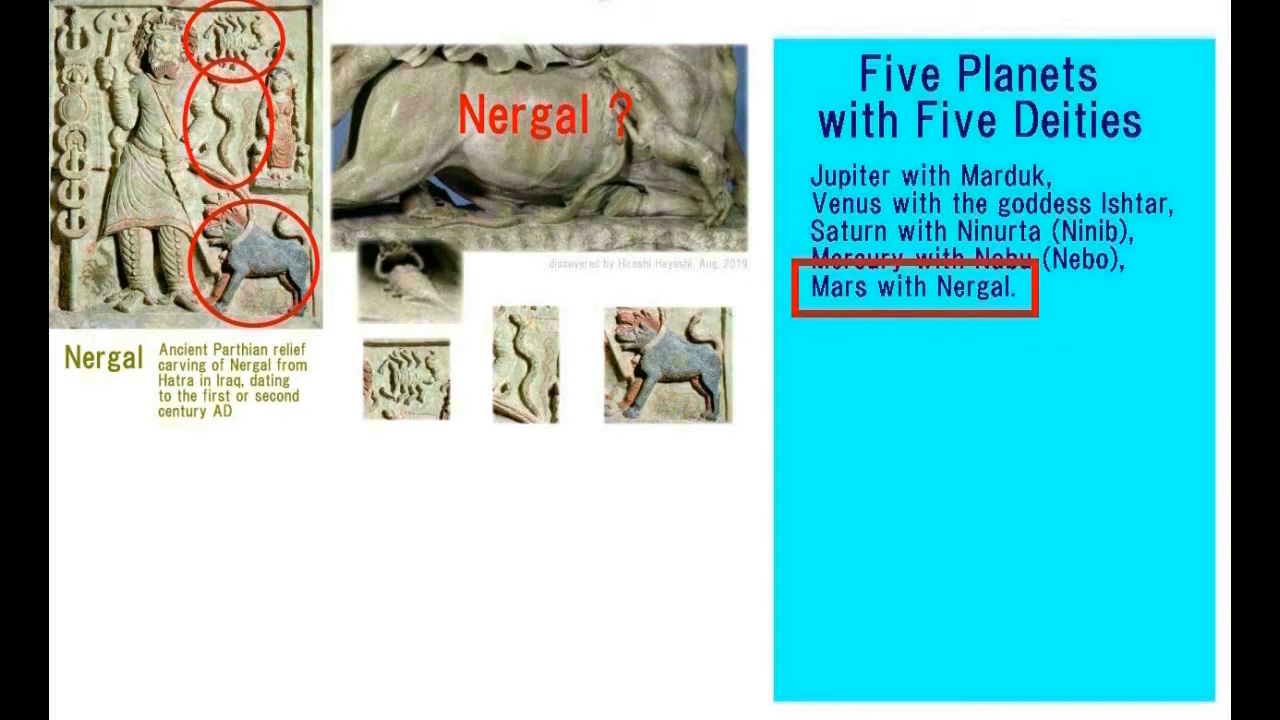 Nergal ?
discovered by Hiroshi Hayashi, Aug. 2019
Nergal
Ancient Parthian relief
carving of Nergal from
Hatra in Iraq, dating
to the first or second
century AD
Five Planets
with Five Deities
Jupiter with Marduk,
Venus with the goddess Ishtar,
Saturn with Ninurta (Ninib),
Mercury with Nabu (Nebo),
Mars with Nergal.